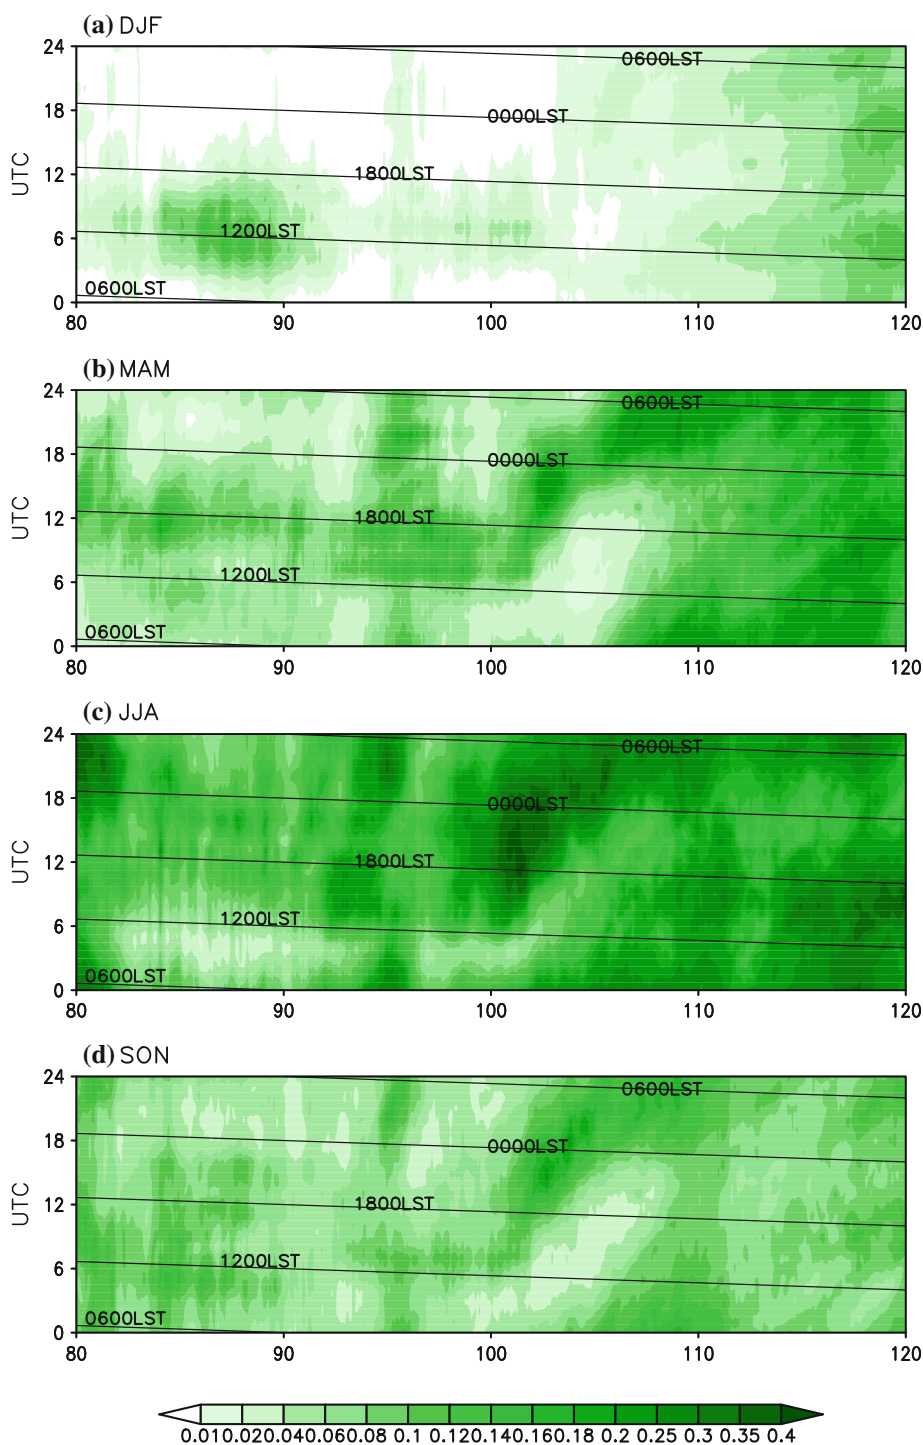 (a) DJF
24
0600LST
18
0000LST
UTC
12
1800LST
6
1200LST
0600LST
0
80 90 100 110 120
(b) MAM
24
0600LST
18
0000LST
UTC
12
1800LST
6
1200LST
0600LST
0
80 90 100 110 120
(c) JJA
24
0600LST
18
0000LST
UTC
12
1800LST
6
1200LST
0600LST
0
80 90 100 110 120
(d) SON
24
0600LST
18
0000LST
UTC
12
1800LST
6
1200LST
0600LST
0
80 90 100 110 120
0.01 0.02 0.04 0.06 0.08 0.1 0.12 0.14 0.16 0.18 0.2 0.25 0.3 0.35 0.4